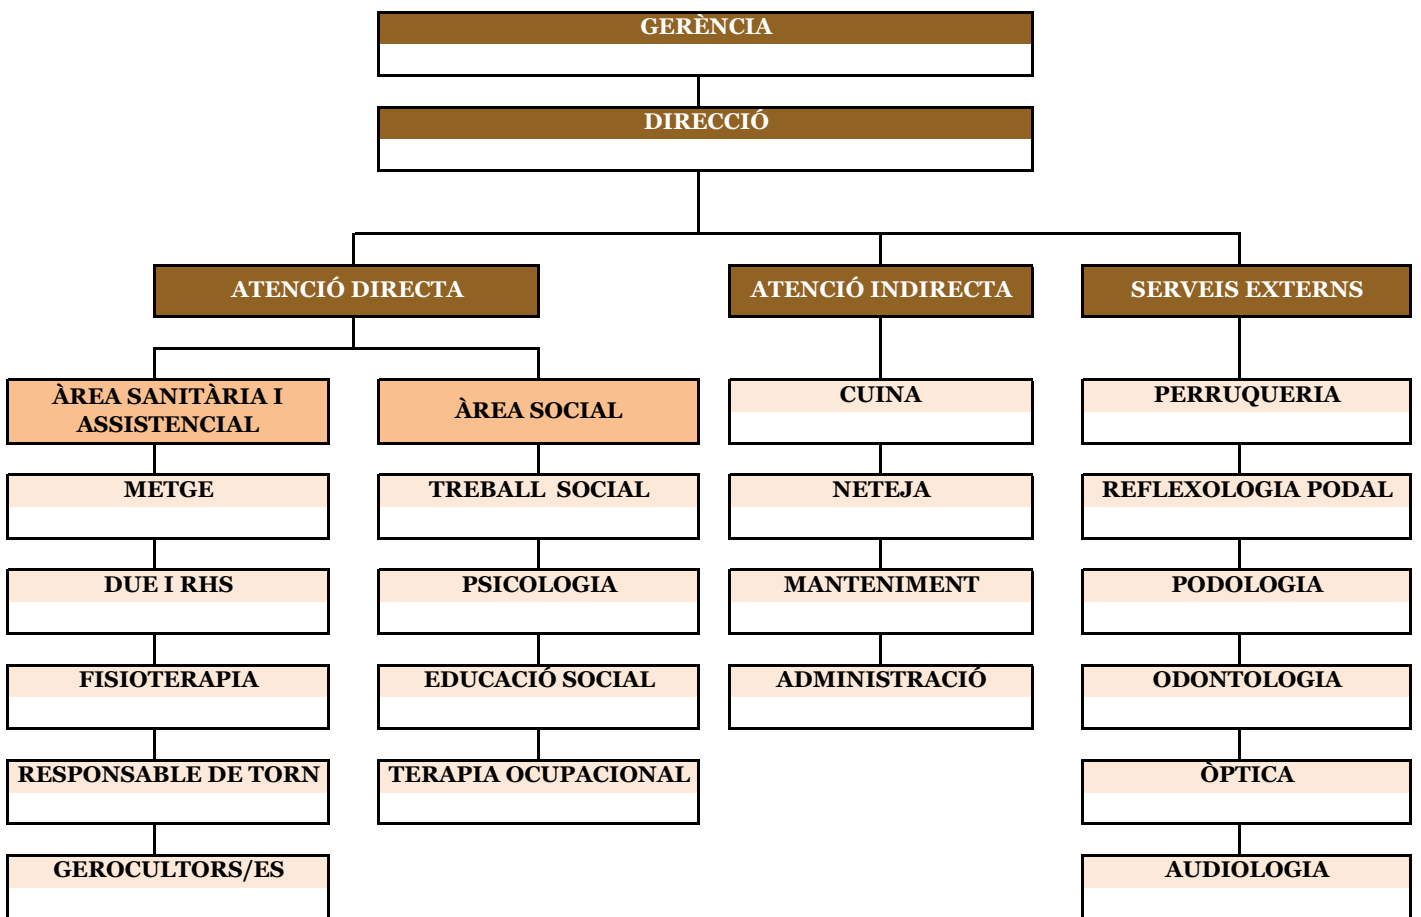 GERÈNCIA
DIRECCIÓ
ATENCIÓ DIRECTA
ATENCIÓ INDIRECTA
SERVEIS EXTERNS
ÀREA SANITÀRIA I
ASSISTENCIAL
ÀREA SOCIAL
CUINA
PERRUQUERIA
METGE
TREBALL  SOCIAL
NETEJA
REFLEXOLOGIA PODAL
DUE I RHS
PSICOLOGIA
MANTENIMENT
PODOLOGIA
FISIOTERAPIA
EDUCACIÓ SOCIAL
ADMINISTRACIÓ
ODONTOLOGIA
RESPONSABLE DE TORN
TERAPIA OCUPACIONAL
ÒPTICA
GEROCULTORS/ES
AUDIOLOGIA